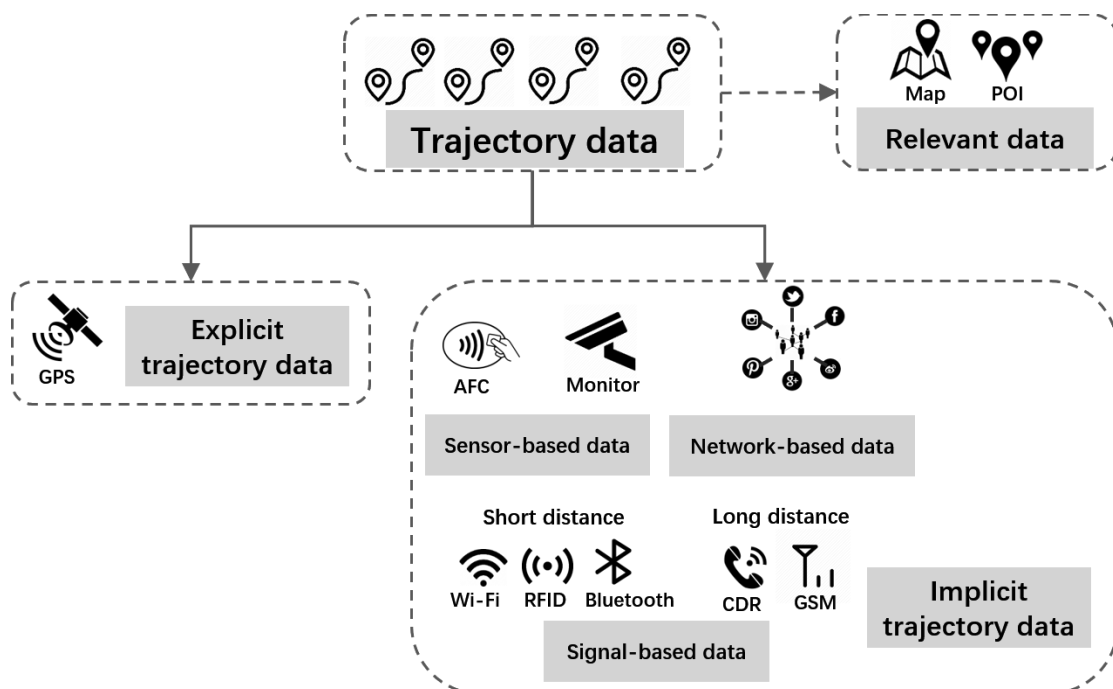 Map
POI
Trajectory data
Relevant data
GPS
Explicit
trajectory data
AFC
Monitor
g+
Sensor-based data
Network-based data
Short distance
Long distance
Wi-Fi
RFID
Bluetooth
CDR
GSM
Signal-based data
Implicit
trajectory data